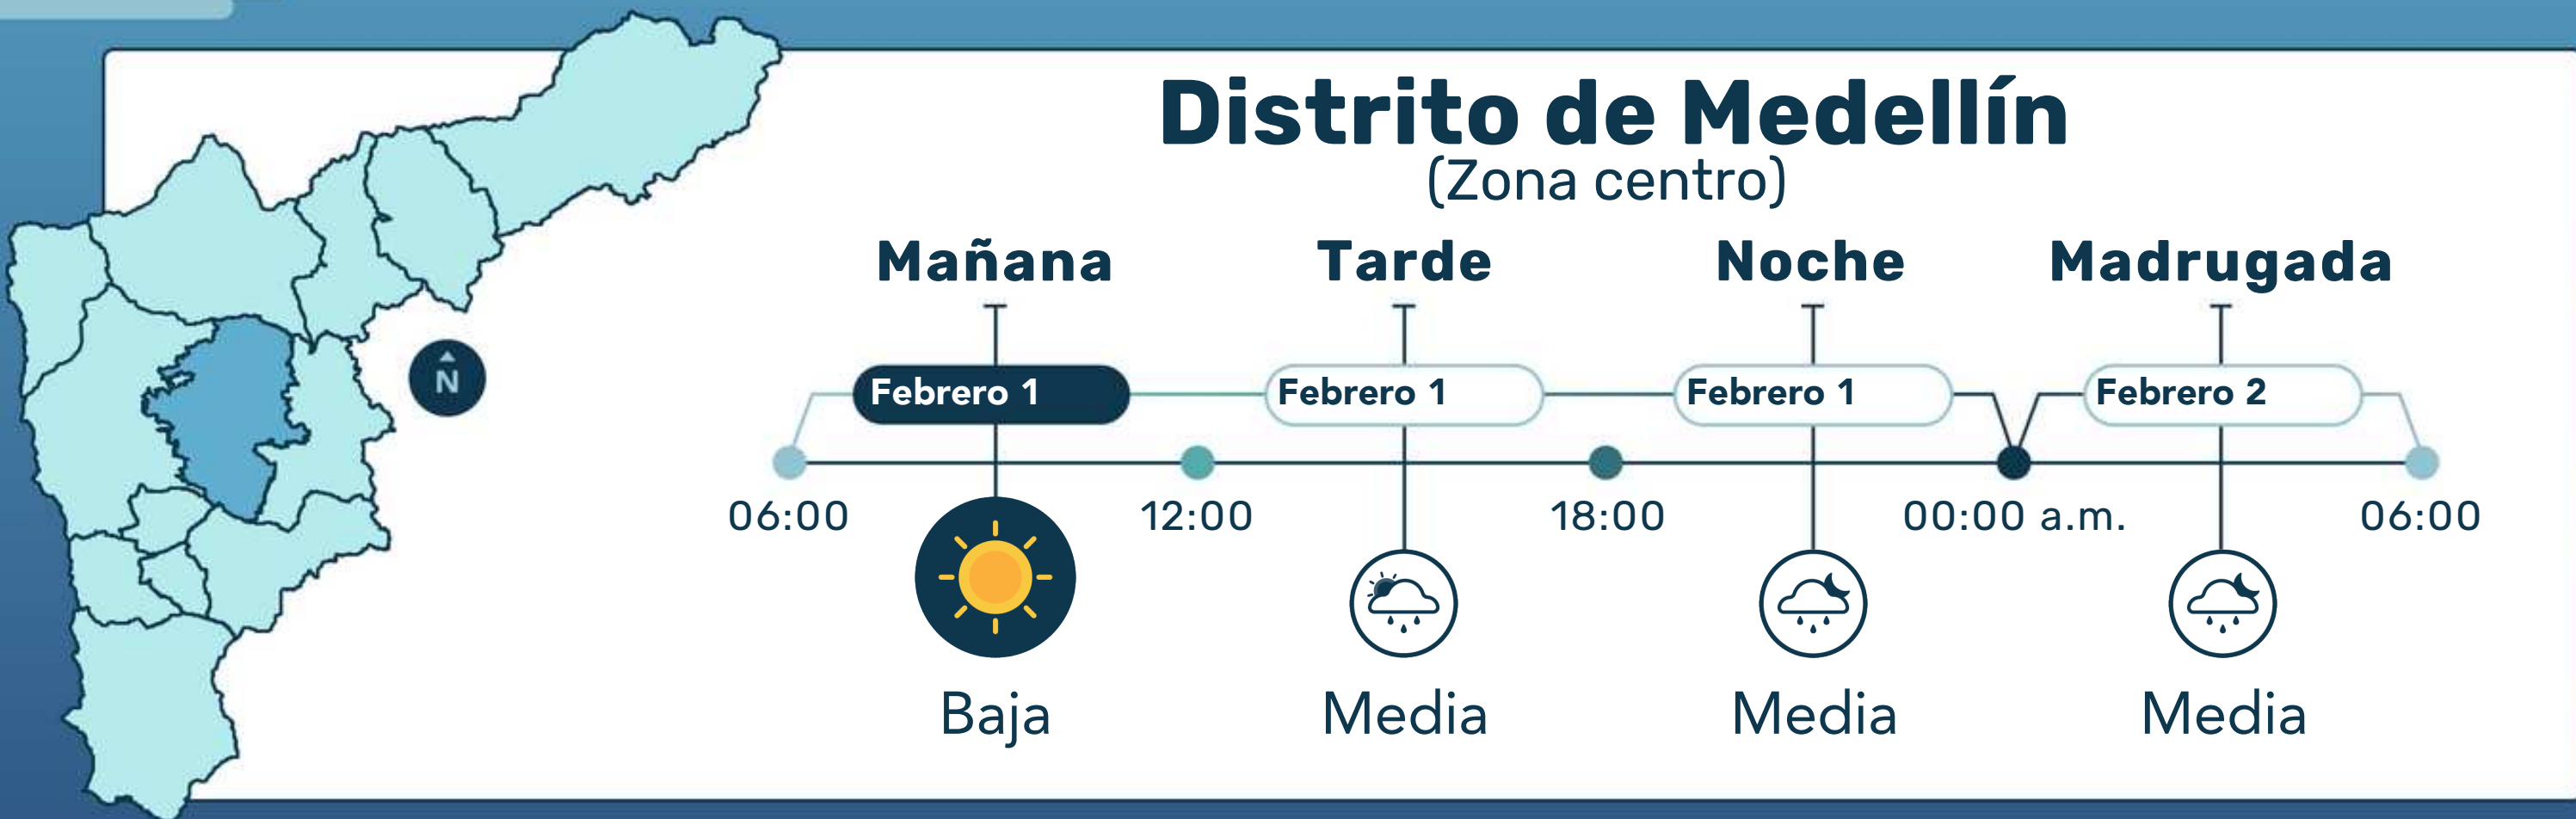 Distrito de Medellín
(Zona centro)
Mañana Tarde Noche Madrugada
Febrero 1 Febrero 1 Febrero 1 Febrero 2
N
06:00 12:00 18:00 00:00 a.m. 06:00
Baja Media Media Media